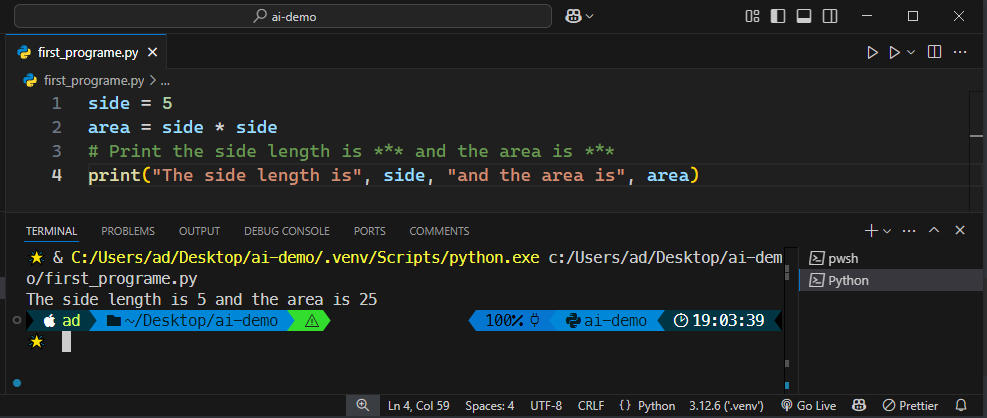 ai-demo
first_programe.py
first_programe.py > ...
1 side = 5
2 area = side * side
3 # Print the side length is *** and the area is ***
4 print("The side length is", side, "and the area is", area)
TERMINAL PROBLEMS OUTPUT DEBUG CONSOLE PORTS COMMENTS
& C:/Users/ad/Desktop/ai-demo/.venv/Scripts/python.exe c:/Users/ad/Desktop/ai-dem
o/first_programe.py
The side length is 5 and the area is 25
ad ~/Desktop/ai-demo 100% ai-demo 19:03:39
pwsh
Python
Ln 4, Col 59 Spaces: 4 UTF-8 CRLF {} Python 3.12.6 ('.venv') Go Live Prettier